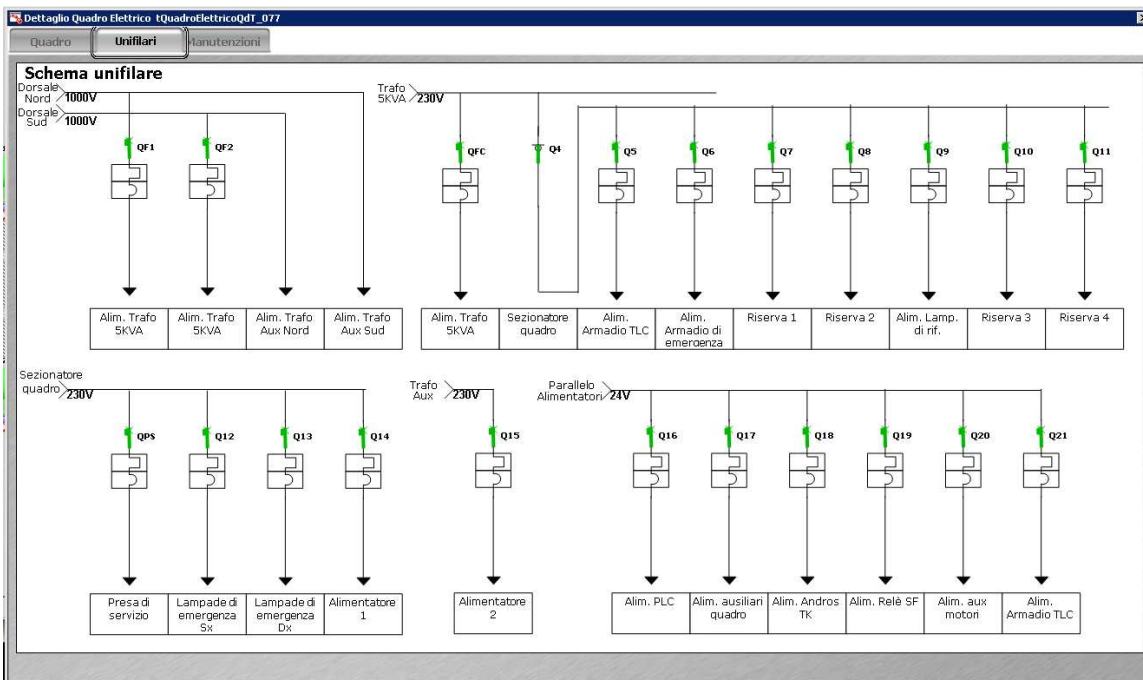 Dettaglio Quadro Elettrico tQuadroElettricoQdT_077
Quadro
Unifilari
Manutenzioni
Schema unifilare
Dorsale
Nord
1000V
Dorsale
Sud
1000V
Trafo
5KVA
230V
QF1
QF2
QFC
Q4
Q5
Q6
Q7
Q8
Q9
Q10
Q11
Alim. Trafo
5KVA
Alim. Trafo
5KVA
Alim. Trafo
Aux Nord
Alim. Trafo
Aux Sud
Alim. Trafo
5KVA
Sezionatore
quadro
Alim.
Armadio TLC
Alim.
Armadio di
emergenza
Riserva 1
Riserva 2
Alim. Lamp.
di rif.
Riserva 3
Riserva 4
Sezionatore
quadro
230V
Trafo
Aux
230V
Parallelo
Alimentatori
24V
QPS
Q12
Q13
Q14
Q15
Q16
Q17
Q18
Q19
Q20
Q21
Presa di
servizio
Lampade di
emergenza
Sx
Lampade di
emergenza
Dx
Alimentatore
1
Alimentatore
2
Alim. PLC
Alim. ausiliari
quadro
Alim. Andros
TK
Alim. Relè SF
Alim. aux
motori
Alim.
Armadio TLC